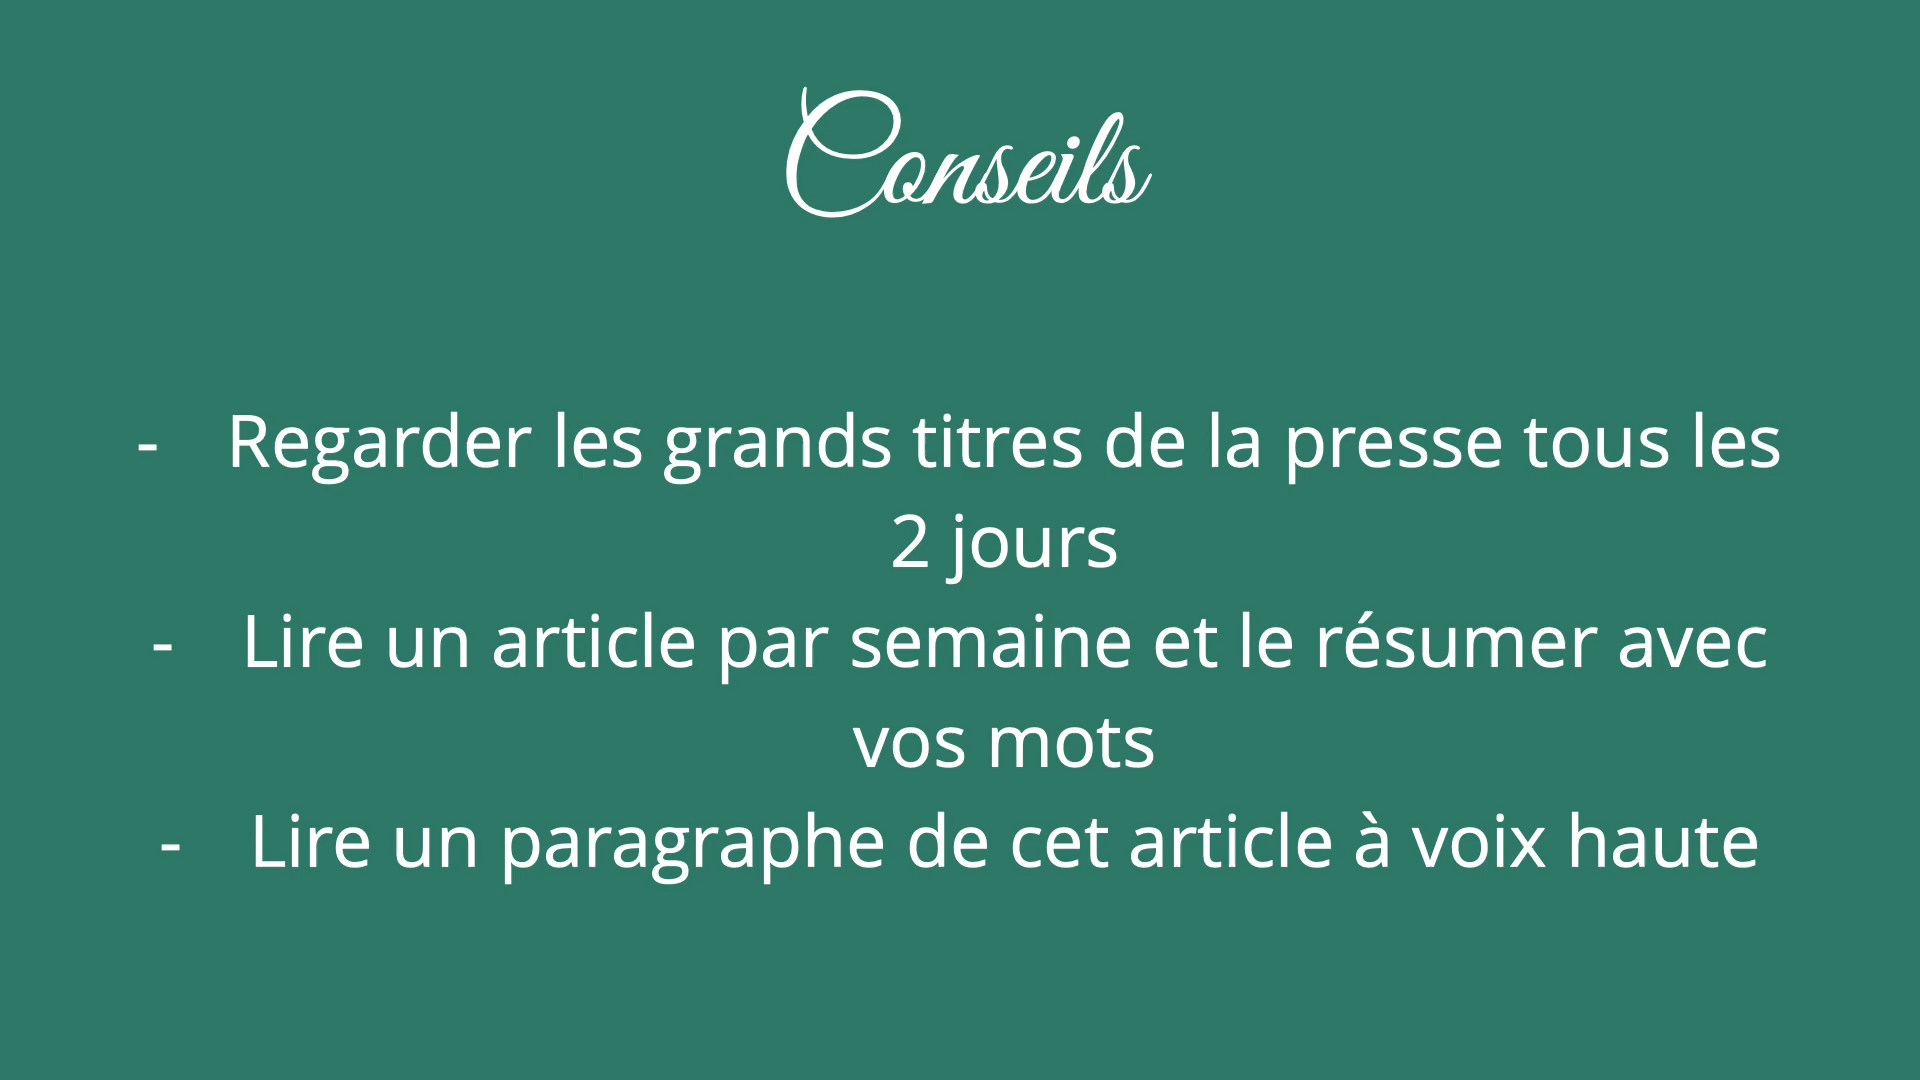 Conseils
- Regarder les grands titres de la presse tous les
2 jours
- Lire un article par semaine et le résumer avec
vos mots
- Lire un paragraphe de cet article à voix haute